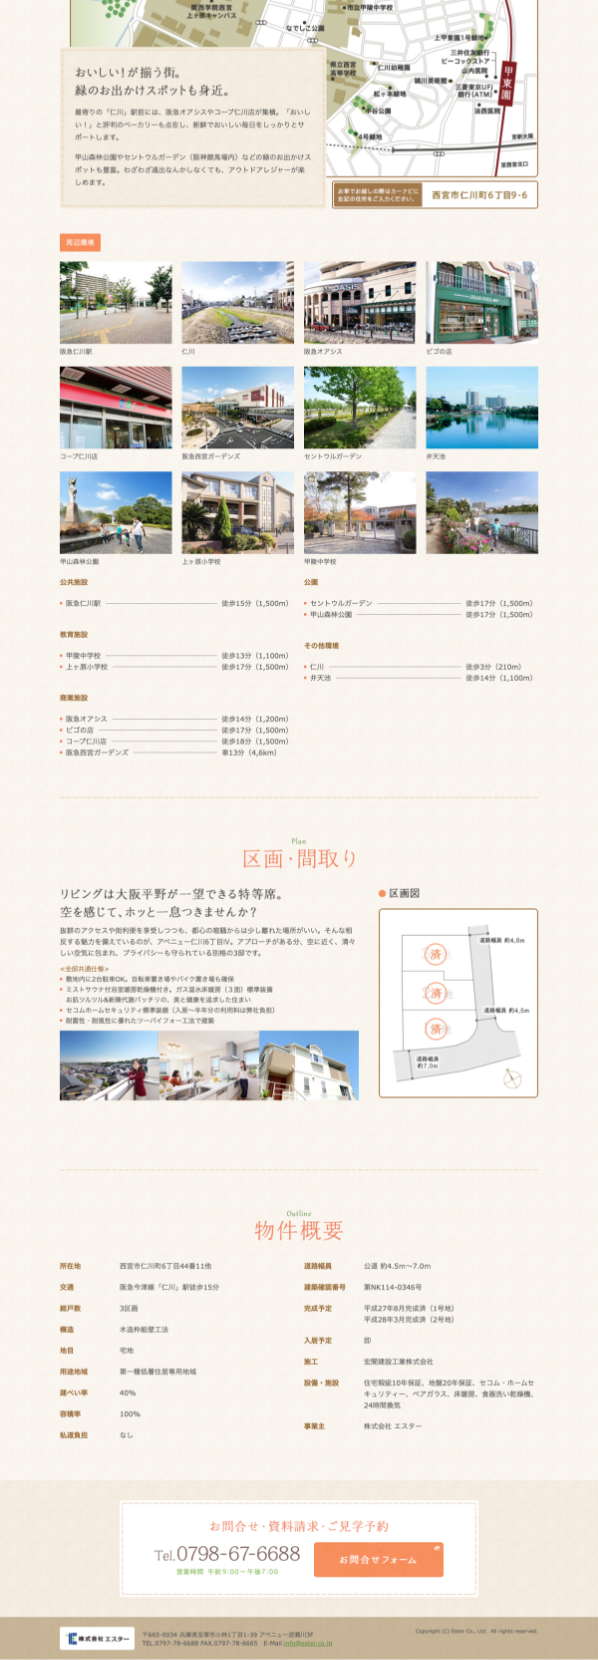 関西学院西宮
上ヶ原キャンパス
市立甲陵中学校
なでしこ公園
上甲東園1号緑地
三井住友銀行
ピーコックストア
山内医院
県立西宮
高等学校
仁川幼稚園
頴川美術館
三菱東京UFJ
銀行(ATM)
松ヶ本緑地
甲東園
中谷公園
法西医院
4号緑地
至新大阪
至西宮北口
おいしい！が揃う街。
緑のお出かけスポットも身近。
最寄りの「仁川」駅前には、阪急オアシスやコープ仁川店が集積。「おいし
い！」と評判のベーカリーも点在し、新鮮でおいしい毎日をしっかりとサ
ポートします。
甲山森林公園やセントウルガーデン（阪神競馬場内）などの緑のお出かけス
ポットも豊富。わざわざ遠出なんかしなくても、アウトドアレジャーが楽
しめます。
お車でお越しの際はカーナビに
左記の住所をご入力ください。
西宮市仁川町6丁目9-6
周辺環境
阪急仁川駅
仁川
阪急オアシス
ビゴの店
コープ仁川店
阪急西宮ガーデンズ
セントウルガーデン
弁天池
甲山森林公園
上ヶ原小学校
甲陵中学校
公共施設
阪急仁川駅 徒歩15分（1,500m）
教育施設
甲陵中学校 徒歩13分（1,100m）
上ヶ原小学校 徒歩17分（1,500m）
商業施設
阪急オアシス 徒歩14分（1,200m）
ビゴの店 徒歩17分（1,500m）
コープ仁川店 徒歩18分（1,500m）
阪急西宮ガーデンズ 車13分（4,6km）
公園
セントウルガーデン 徒歩17分（1,500m）
甲山森林公園 徒歩17分（1,500m）
その他環境
仁川 徒歩3分（210m）
弁天池 徒歩14分（1,100m）
Plan
区画・間取り
リビングは大阪平野が一望できる特等席。
空を感じて、ホッと一息つきませんか？
抜群のアクセスや街利便を享受しつつも、都心の喧騒からは少し離れた場所がいい。そんな相
反する魅力を備えているのが、アベニュー仁川6丁目Ⅳ。アプローチがある分、空に近く、清々
しい空気に包まれ、プライバシーも守られている別格の3邸です。
<全邸共通仕様>
敷地内に2台駐車OK。自転車置き場やバイク置き場も確保
ミストサウナ付浴室暖房乾燥機付き。ガス温水床暖房（３面）標準装備
お肌ツルツル&新陳代謝バッチリの、美と健康を追求した住まい
セコムホームセキュリティ標準装備（入居～半年分の利用料は弊社負担）
耐震性・耐風性に優れたツーバイフォー工法で建築
区画図
道路幅員 約4,6m
済
済
済
道路幅員 約4,5m
道路幅員
約7,0m
Outline
物件概要
所在地 西宮市仁川町6丁目44番11他
交通 阪急今津線「仁川」駅徒歩15分
総戸数 3区画
構造 木造枠組壁工法
地目 宅地
用途地域 第一種低層住居専用地域
建ぺい率 40%
容積率 100%
私道負担 なし
道路幅員 公道 約4.5m～7.0m
建築確認番号 第NK114-0346号
完成予定 平成27年8月完成済（1号地）
平成28年3月完成済（2号地）
入居予定 即
施工 宏聞建設工業株式会社
設備・施設 住宅瑕疵10年保証、地盤20年保証、セコム・ホームセ
キュリティー、ペアガラス、床暖房、食器洗い乾燥機、
24時間換気
事業主 株式会社 エスター
お問合せ・資料請求・ご見学予約
Tel.0798-67-6688
営業時間 午前9:00～午後7:00
お問合せフォーム
株式会社 エスター
〒665-0034 兵庫県宝塚市小林1丁目1-39 アベニュー逆瀬川3F
TEL.0797-78-6688 FAX.0797-78-6665 E-Mail.info@ester.co.jp
Copyright (C) Ester Co., Ltd . All rights reserved.